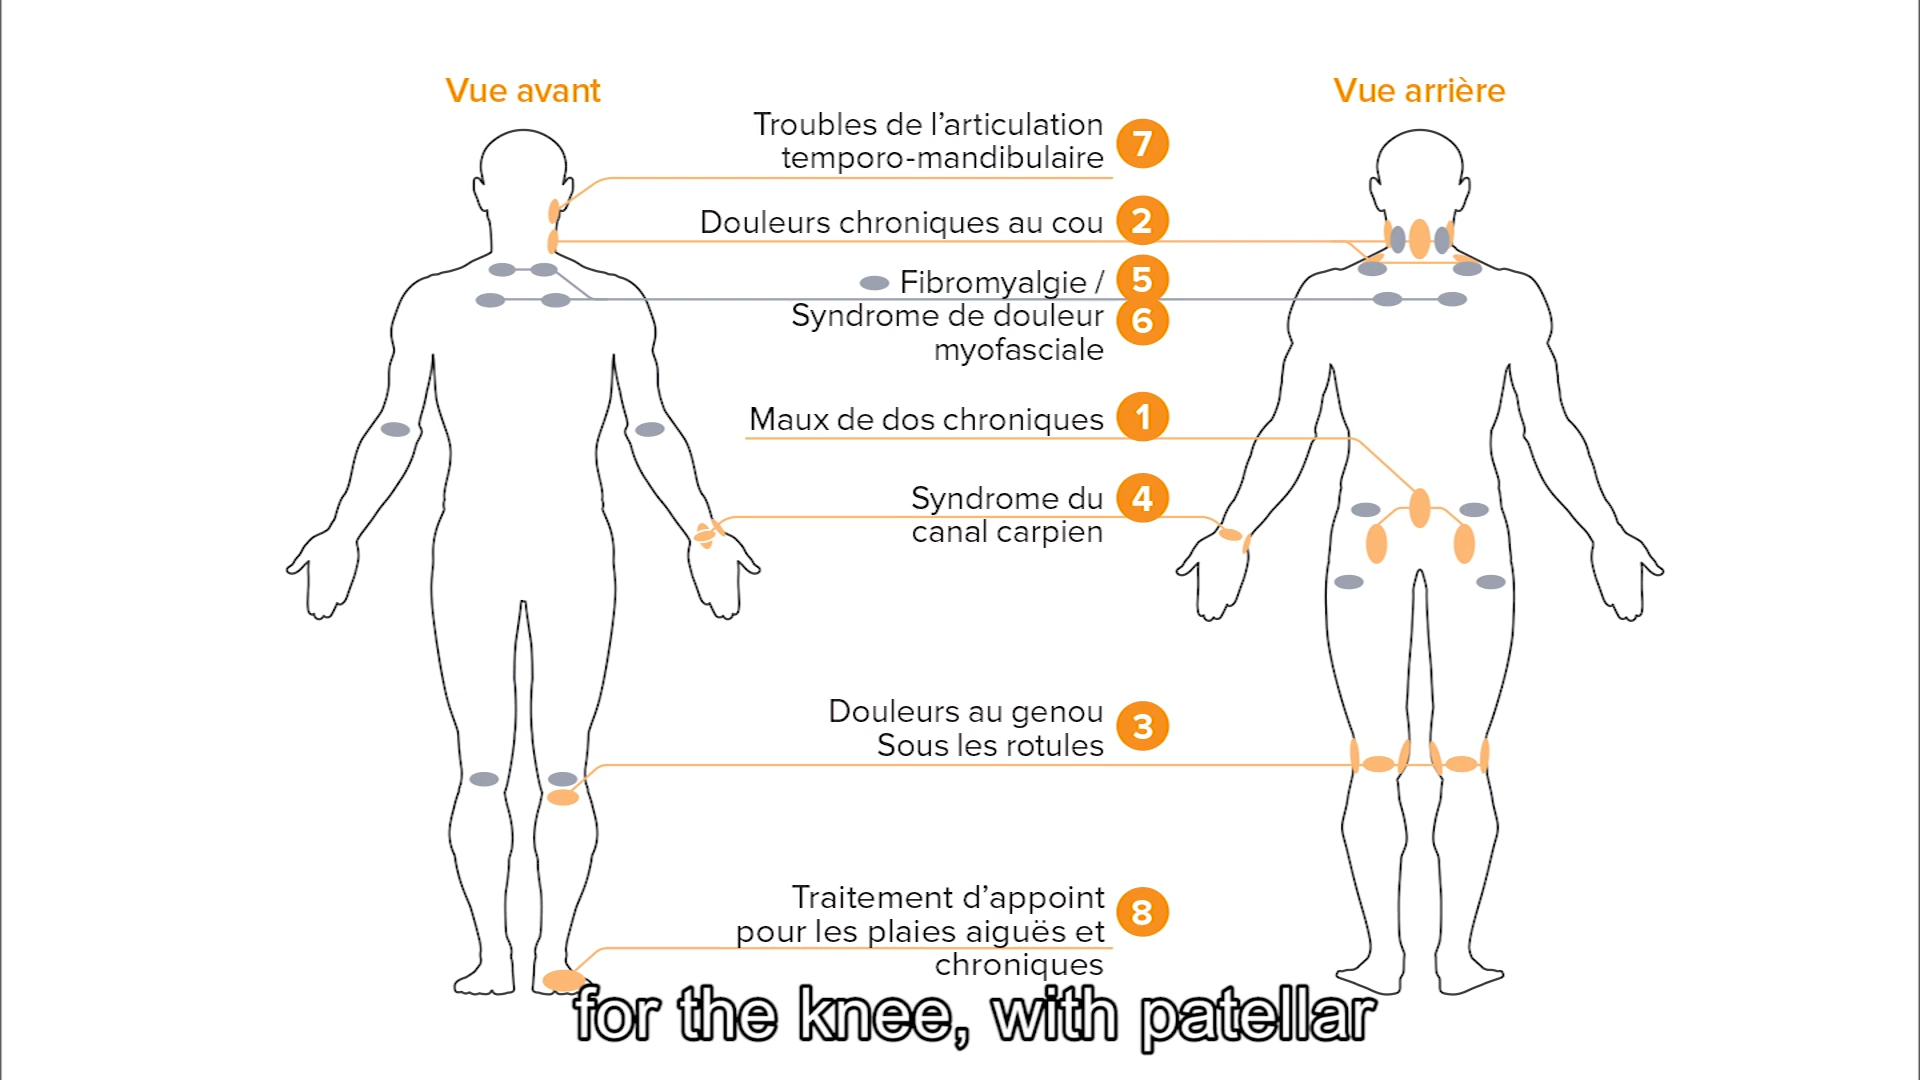 Vue avant
Vue arrière
Troubles de l’articulation
temporo-mandibulaire
7
Douleurs chroniques au cou
2
Fibromyalgie /
5
Syndrome de douleur
myofasciale
6
Maux de dos chroniques
1
Syndrome du
canal carpien
4
Douleurs au genou
Sous les rotules
3
Traitement d’appoint
pour les plaies aiguës et
chroniques
8
for the knee, with patellar